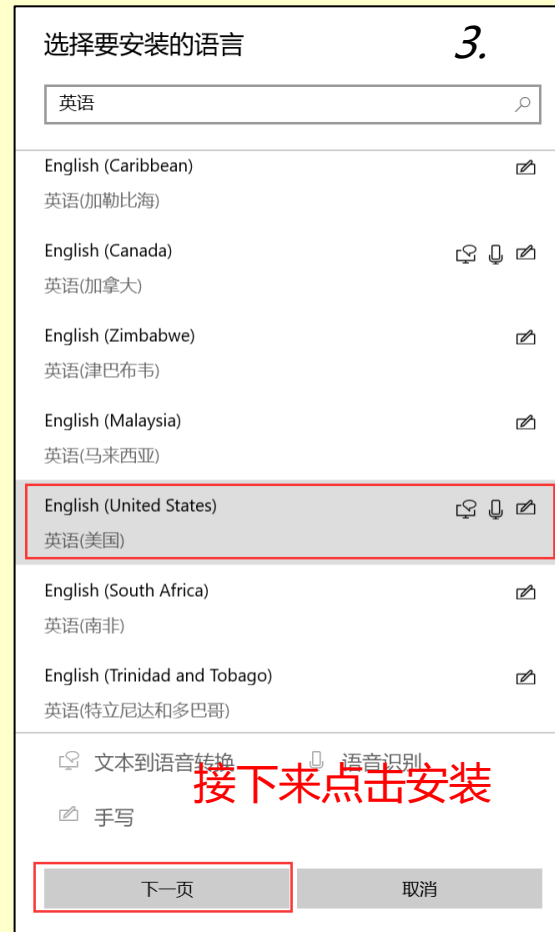 选择要安装的语言
3.
英语
English (Caribbean)
英语(加勒比海)
English (Canada)
英语(加拿大)
English (Zimbabwe)
英语(津巴布韦)
English (Malaysia)
英语(马来西亚)
English (United States)
英语(美国)
English (South Africa)
英语(南非)
English (Trinidad and Tobago)
英语(特立尼达和多巴哥)
文本到语音转换
语音识别
接下来点击安装
手写
下一页
取消